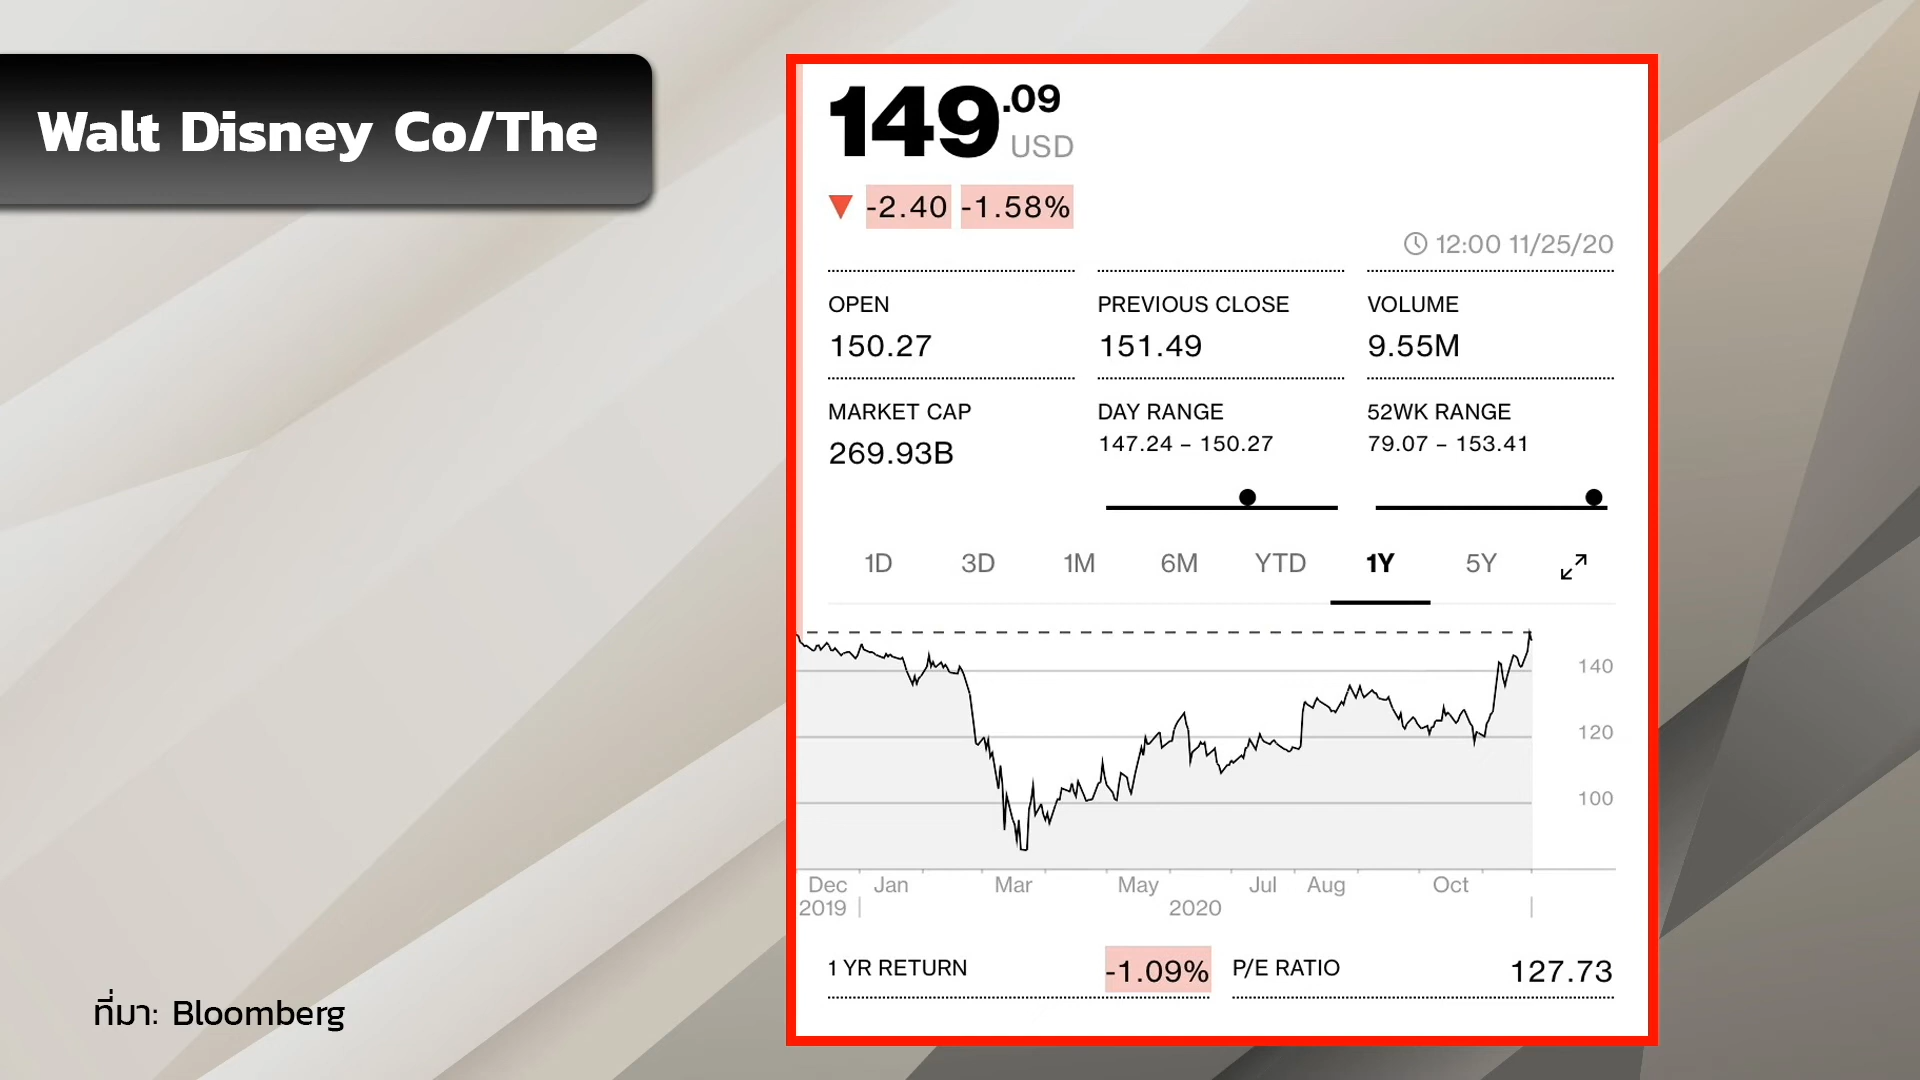 Walt Disney Co/The
149.09
USD
-2.40 -1.58%
12:00 11/25/20
OPEN PREVIOUS CLOSE VOLUME
150.27 151.49 9.55M
MARKET CAP DAY RANGE 52WK RANGE
269.93B 147.24 – 150.27 79.07 – 153.41
1D 3D 1M 6M YTD 1Y 5Y
140
120
100
Dec Jan Mar May Jul Aug Oct
2019 2020
1 YR RETURN -1.09% P/E RATIO 127.73
ที่มา: Bloomberg